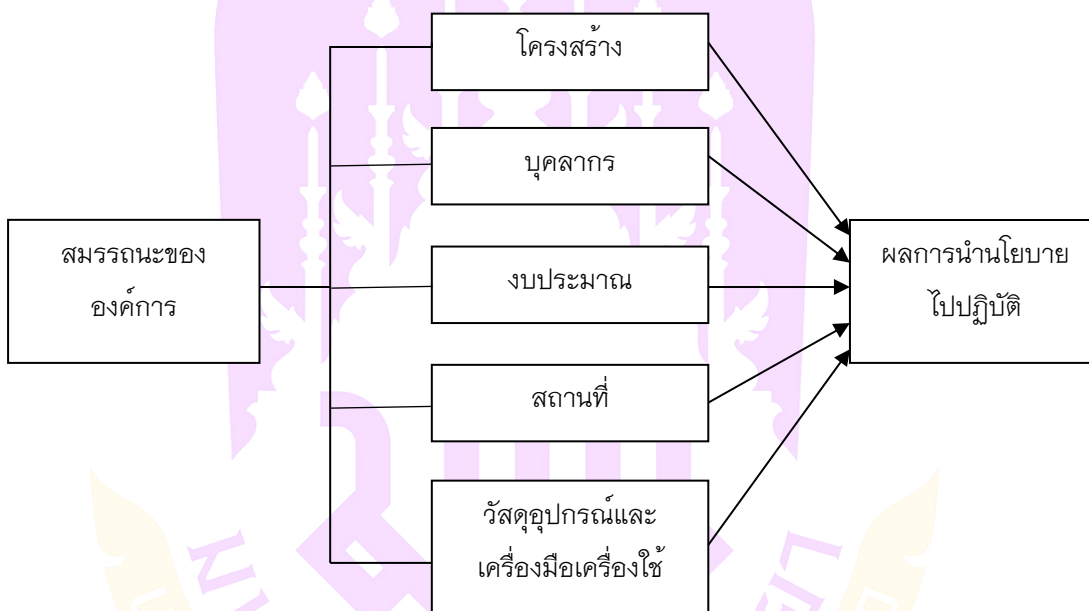 โครงสร้าง
บุคลากร
สมรรถนะของ
องค์การ
งบประมาณ
ผลการนำนโยบาย
ไปปฏิบัติ
สถานที่
วัสดุอุปกรณ์และ
เครื่องมือเครื่องใช้